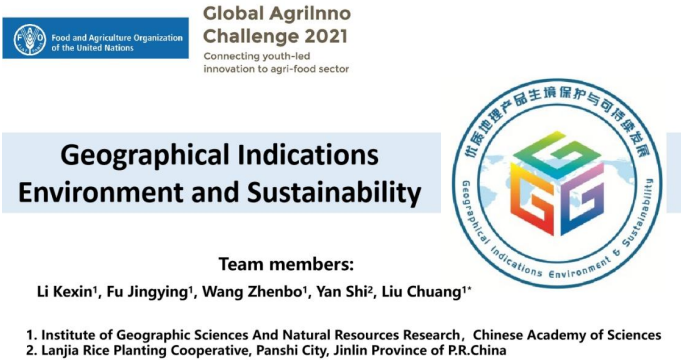 Food and Agriculture Organization
of the United Nations
Global AgriInno
Challenge 2021
Connecting youth-led
innovation to agri-food sector
优质地理产品生境保护与可持续发展
GGG
Geographical Indications Environment & Sustainability
Geographical Indications
Environment and Sustainability
Team members:
Li Kexin¹, Fu Jingying¹, Wang Zhenbo¹, Yan Shi², Liu Chuang¹*
1. Institute of Geographic Sciences And Natural Resources Research, Chinese Academy of Sciences
2. Lanjia Rice Planting Cooperative, Panshi City, Jinlin Province of P.R.China